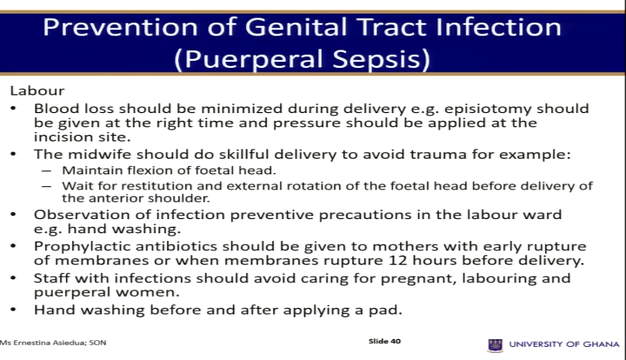 Prevention of Genital Tract Infection
(Puerperal Sepsis)
Labour
• Blood loss should be minimized during delivery e.g. episiotomy should
be given at the right time and pressure should be applied at the
incision site.
• The midwife should do skillful delivery to avoid trauma for example:
– Maintain flexion of foetal head.
– Wait for restitution and external rotation of the foetal head before delivery of
the anterior shoulder.
• Observation of infection preventive precautions in the labour ward
e.g. hand washing.
• Prophylactic antibiotics should be given to mothers with early rupture
of membranes or when membranes rupture 12 hours before delivery.
• Staff with infections should avoid caring for pregnant, labouring and
puerperal women.
• Hand washing before and after applying a pad.
Ms Ernestina Asiedua; SON
Slide 40
UNIVERSITY OF GHANA